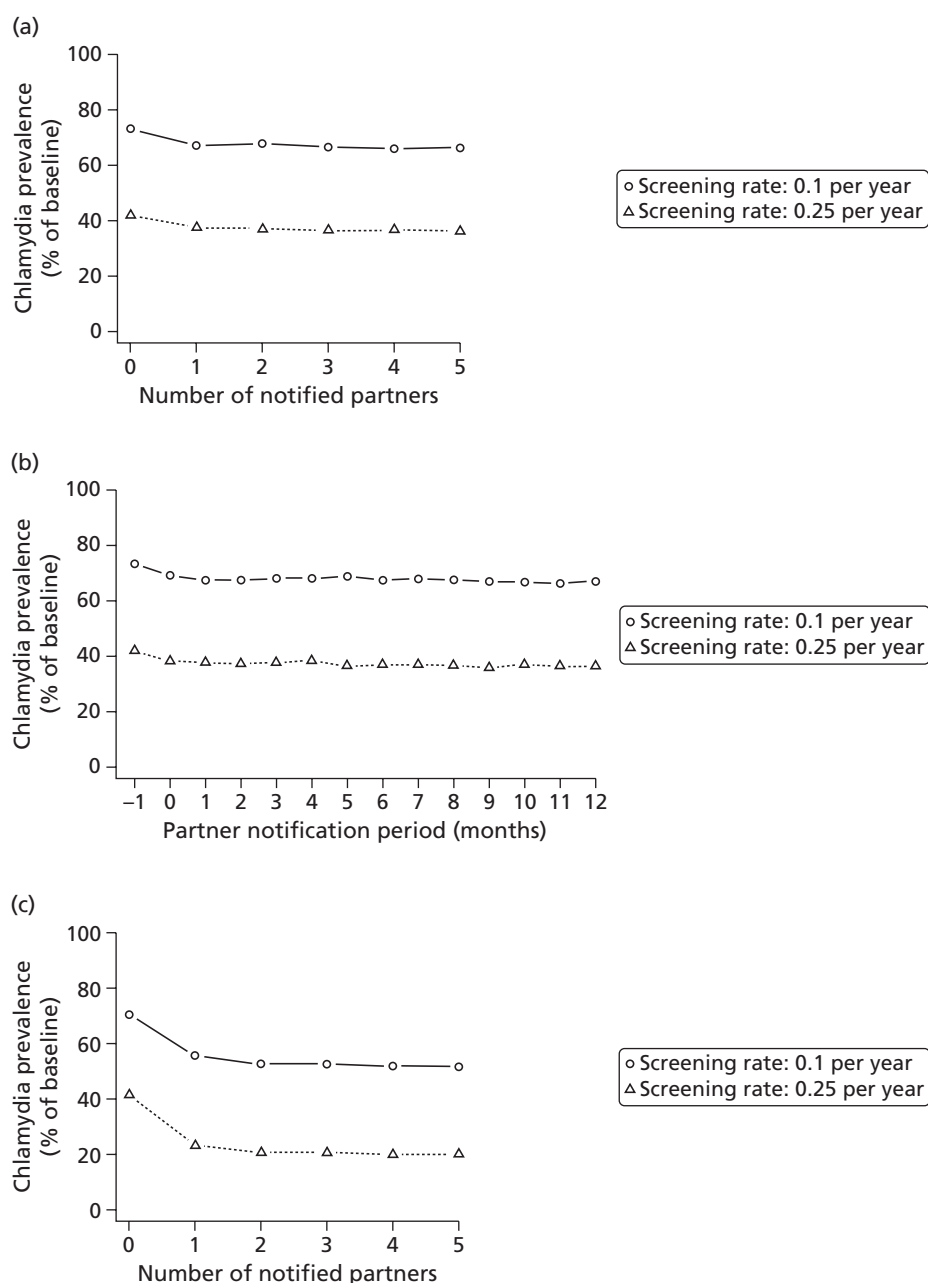 (a)
Chlamydia prevalence
(% of baseline)
100
80
60
40
20
0
0 1 2 3 4 5
Number of notified partners
Screening rate: 0.1 per year
Screening rate: 0.25 per year
(b)
Chlamydia prevalence
(% of baseline)
100
80
60
40
20
0
−1 0 1 2 3 4 5 6 7 8 9 10 11 12
Partner notification period (months)
Screening rate: 0.1 per year
Screening rate: 0.25 per year
(c)
Chlamydia prevalence
(% of baseline)
100
80
60
40
20
0
0 1 2 3 4 5
Number of notified partners
Screening rate: 0.1 per year
Screening rate: 0.25 per year